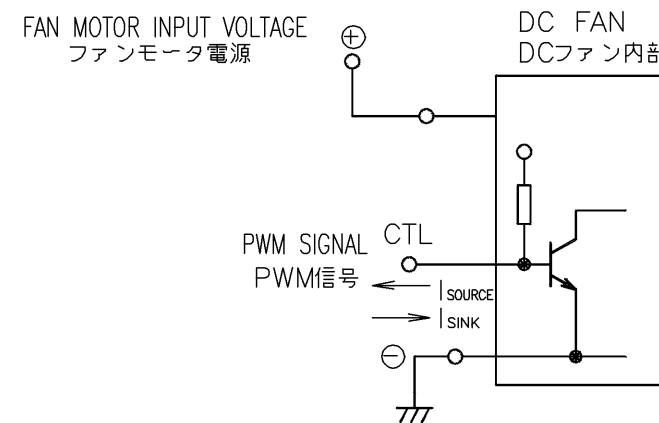 FAN MOTOR INPUT VOLTAGE
ファンモータ電源
⊕
DC FAN
DCファン内部
PWM SIGNAL
PWM信号
CTL
I SOURCE
I SINK
⊖